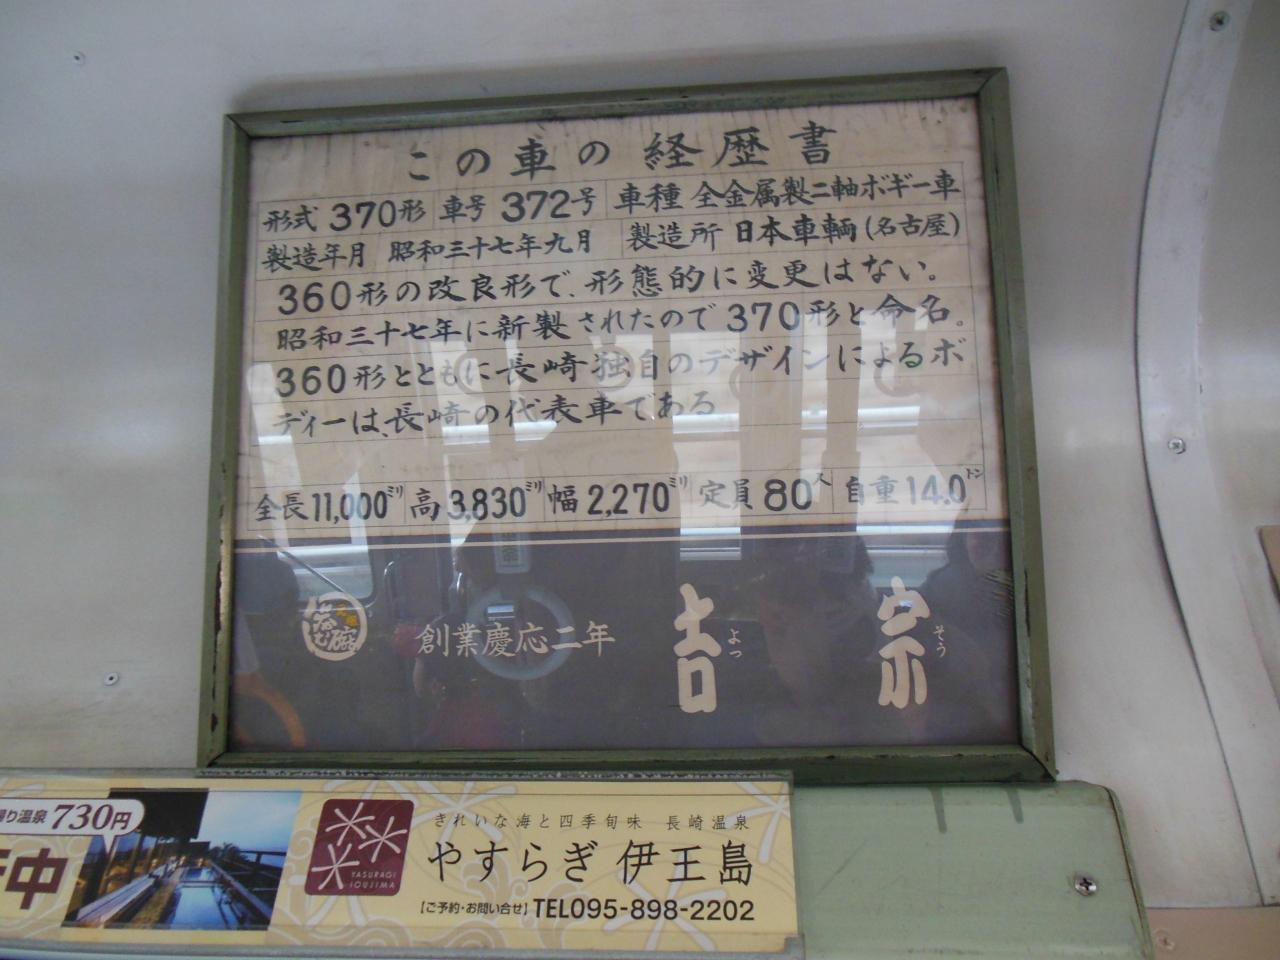 この車の経歴書
形式 370形 車号 372号 車種 全金属製二軸ボギー車
製造年月 昭和三十七年九月 製造所 日本車輌(名古屋)
360形の改良形で、形態的に変更はない。
昭和三十七年に新製されたので370形と命名。
360形とともに長崎独自のデザインによるボ
ディーは、長崎の代表車である
全長11,000ミリ 高3,830ミリ 幅2,270ミリ 定員80人 自重14.0トン
創業慶応二年 吉宗
よっ そう
り温泉730円
中
YASURAGI
IOUJIMA
きれいな海と四季旬味 長崎温泉
やすらぎ 伊王島
【ご予約・お問い合せ】TEL095-898-2202